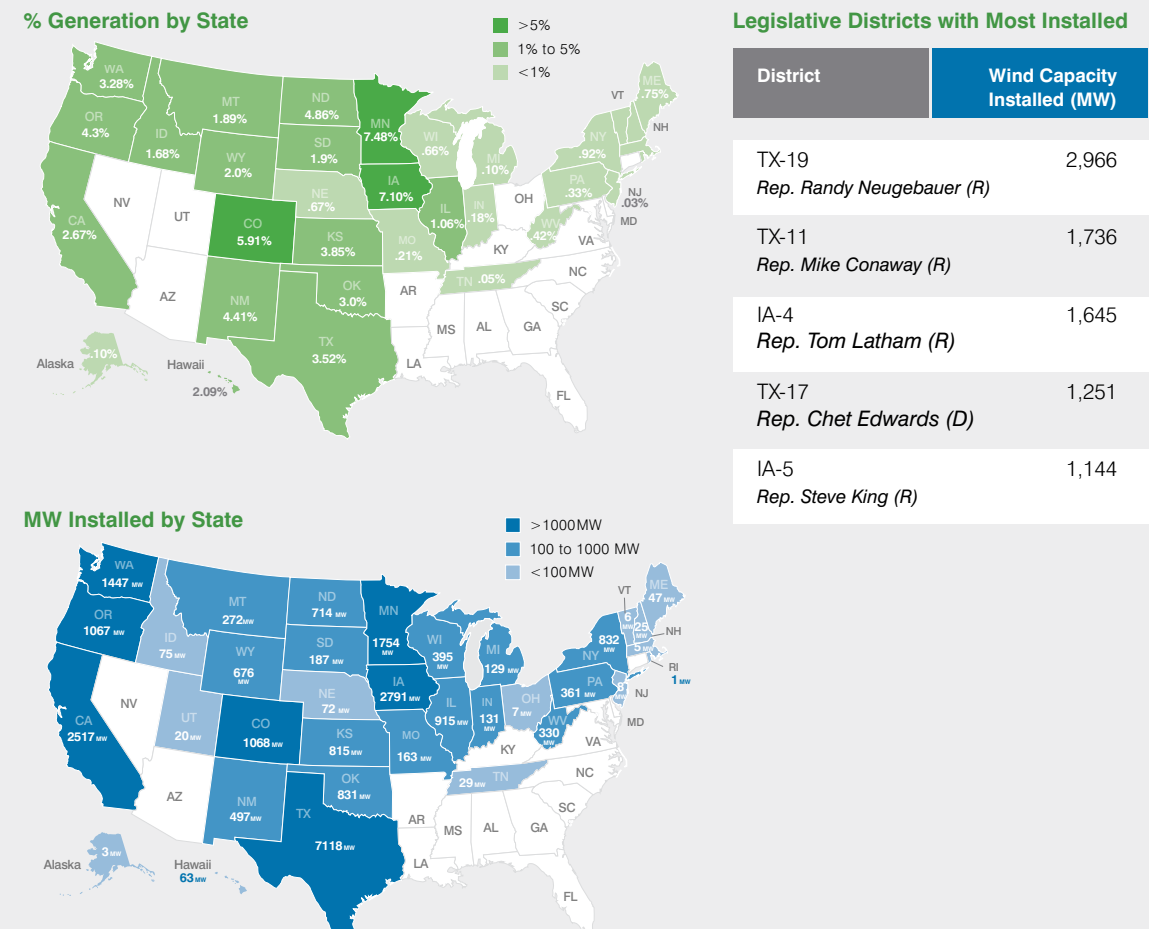 % Generation by State
>5%
1% to 5%
<1%
WA
3.28%
OR
4.3%
ID
1.68%
MT
1.89%
ND
4.86%
MN
7.48%
SD
1.9%
WY
2.0%
WI
.66%
MI
.10%
NY
.92%
VT
ME
.75%
NH
PA
.33%
NJ
.03%
MD
NE
.67%
IA
7.10%
IL
1.06%
IN
.18%
OH
WV
.42%
VA
KY
NV
UT
CA
2.67%
CO
5.91%
KS
3.85%
MO
.21%
TN .05%
NC
SC
AZ
NM
4.41%
OK
3.0%
AR
MS
AL
GA
TX
3.52%
LA
FL
Alaska
.10%
Hawaii
2.09%
Legislative Districts with Most Installed
District
Wind Capacity
Installed (MW)
TX-19 2,966
Rep. Randy Neugebauer (R)
TX-11 1,736
Rep. Mike Conaway (R)
IA-4 1,645
Rep. Tom Latham (R)
TX-17 1,251
Rep. Chet Edwards (D)
IA-5 1,144
Rep. Steve King (R)
MW Installed by State
>1000MW
100 to 1000 MW
<100MW
WA
1447 MW
OR
1067 MW
ID
75 MW
MT
272MW
ND
714 MW
MN
1754
MW
SD
187 MW
WY
676
MW
WI
395
MW
MI
129 MW
832
MW
NY
VT
6
MW
25
MW
ME
47 MW
NH
5 MW
RI
1 MW
361 MW PA
MW
NJ
MD
NE
72 MW
IA
2791 MW
IL
915 MW
IN
131
MW
OH
7 MW
WV
330
MW
VA
KY
NV
UT
20 MW
CA
2517 MW
CO
1068 MW
KS
815 MW
MO
163 MW
29 MW TN
NC
SC
AZ
NM
497MW
OK
831 MW
AR
MS
AL
GA
TX
7118 MW
LA
FL
Alaska
3 MW
Hawaii
63 MW